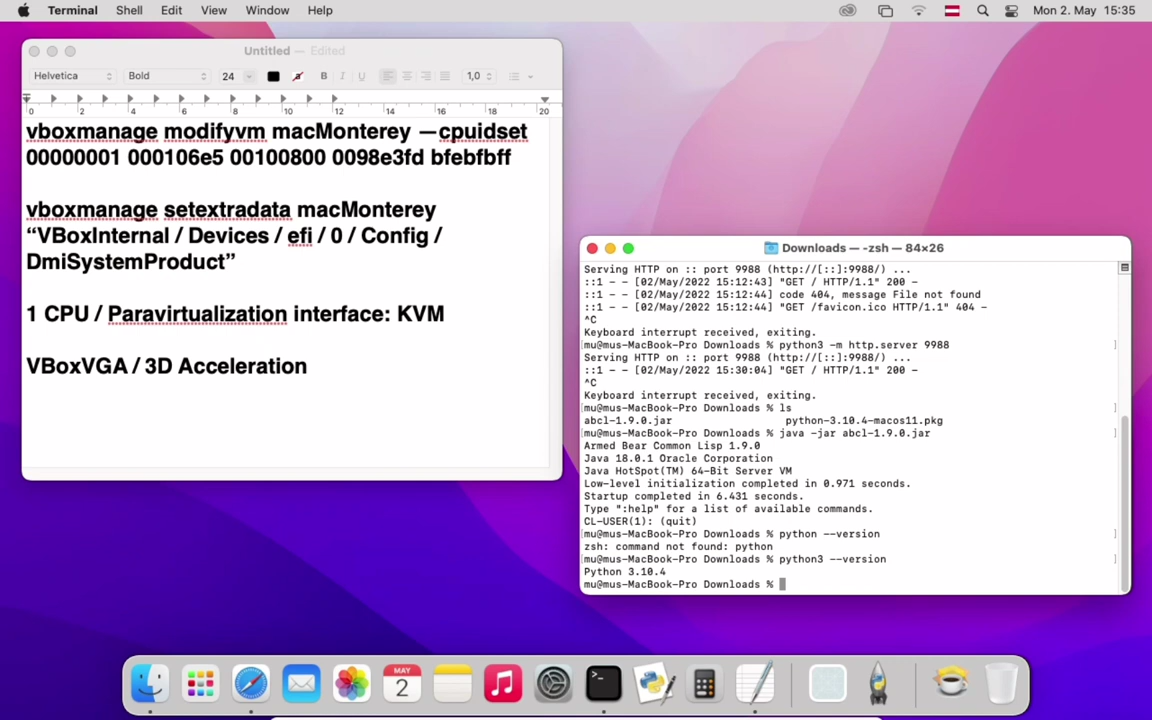 Terminal Shell Edit View Window Help Mon 2. May 15:35
Untitled — Edited
Helvetica Bold 24 B I U 1,0
0 2 4 6 8 10 12 14 16 18 20
vboxmanage modifyvm macMonterey —cpuidset
00000001 000106e5 00100800 0098e3fd bfebfbff
vboxmanage setextradata macMonterey
“VBoxInternal / Devices / efi / 0 / Config /
DmiSystemProduct”
1 CPU / Paravirtualization interface: KVM
VBoxVGA / 3D Acceleration
Downloads — -zsh — 84×26
Serving HTTP on :: port 9988 (http://[::]:9988/) ...
::1 - - [02/May/2022 15:12:43] "GET / HTTP/1.1" 200 -
::1 - - [02/May/2022 15:12:44] code 404, message File not found
::1 - - [02/May/2022 15:12:44] "GET /favicon.ico HTTP/1.1" 404 -
^C
Keyboard interrupt received, exiting.
[mu@mus-MacBook-Pro Downloads % python3 -m http.server 9988 ]
Serving HTTP on :: port 9988 (http://[::]:9988/) ...
::1 - - [02/May/2022 15:30:04] "GET / HTTP/1.1" 200 -
^C
Keyboard interrupt received, exiting.
[mu@mus-MacBook-Pro Downloads % ls ]
abcl-1.9.0.jar python-3.10.4-macos11.pkg
[mu@mus-MacBook-Pro Downloads % java -jar abcl-1.9.0.jar ]
Armed Bear Common Lisp 1.9.0
Java 18.0.1 Oracle Corporation
Java HotSpot(TM) 64-Bit Server VM
Low-level initialization completed in 0.971 seconds.
Startup completed in 6.431 seconds.
Type ":help" for a list of available commands.
CL-USER(1): (quit)
[mu@mus-MacBook-Pro Downloads % python --version ]
zsh: command not found: python
[mu@mus-MacBook-Pro Downloads % python3 --version ]
Python 3.10.4
mu@mus-MacBook-Pro Downloads %
MAY
2